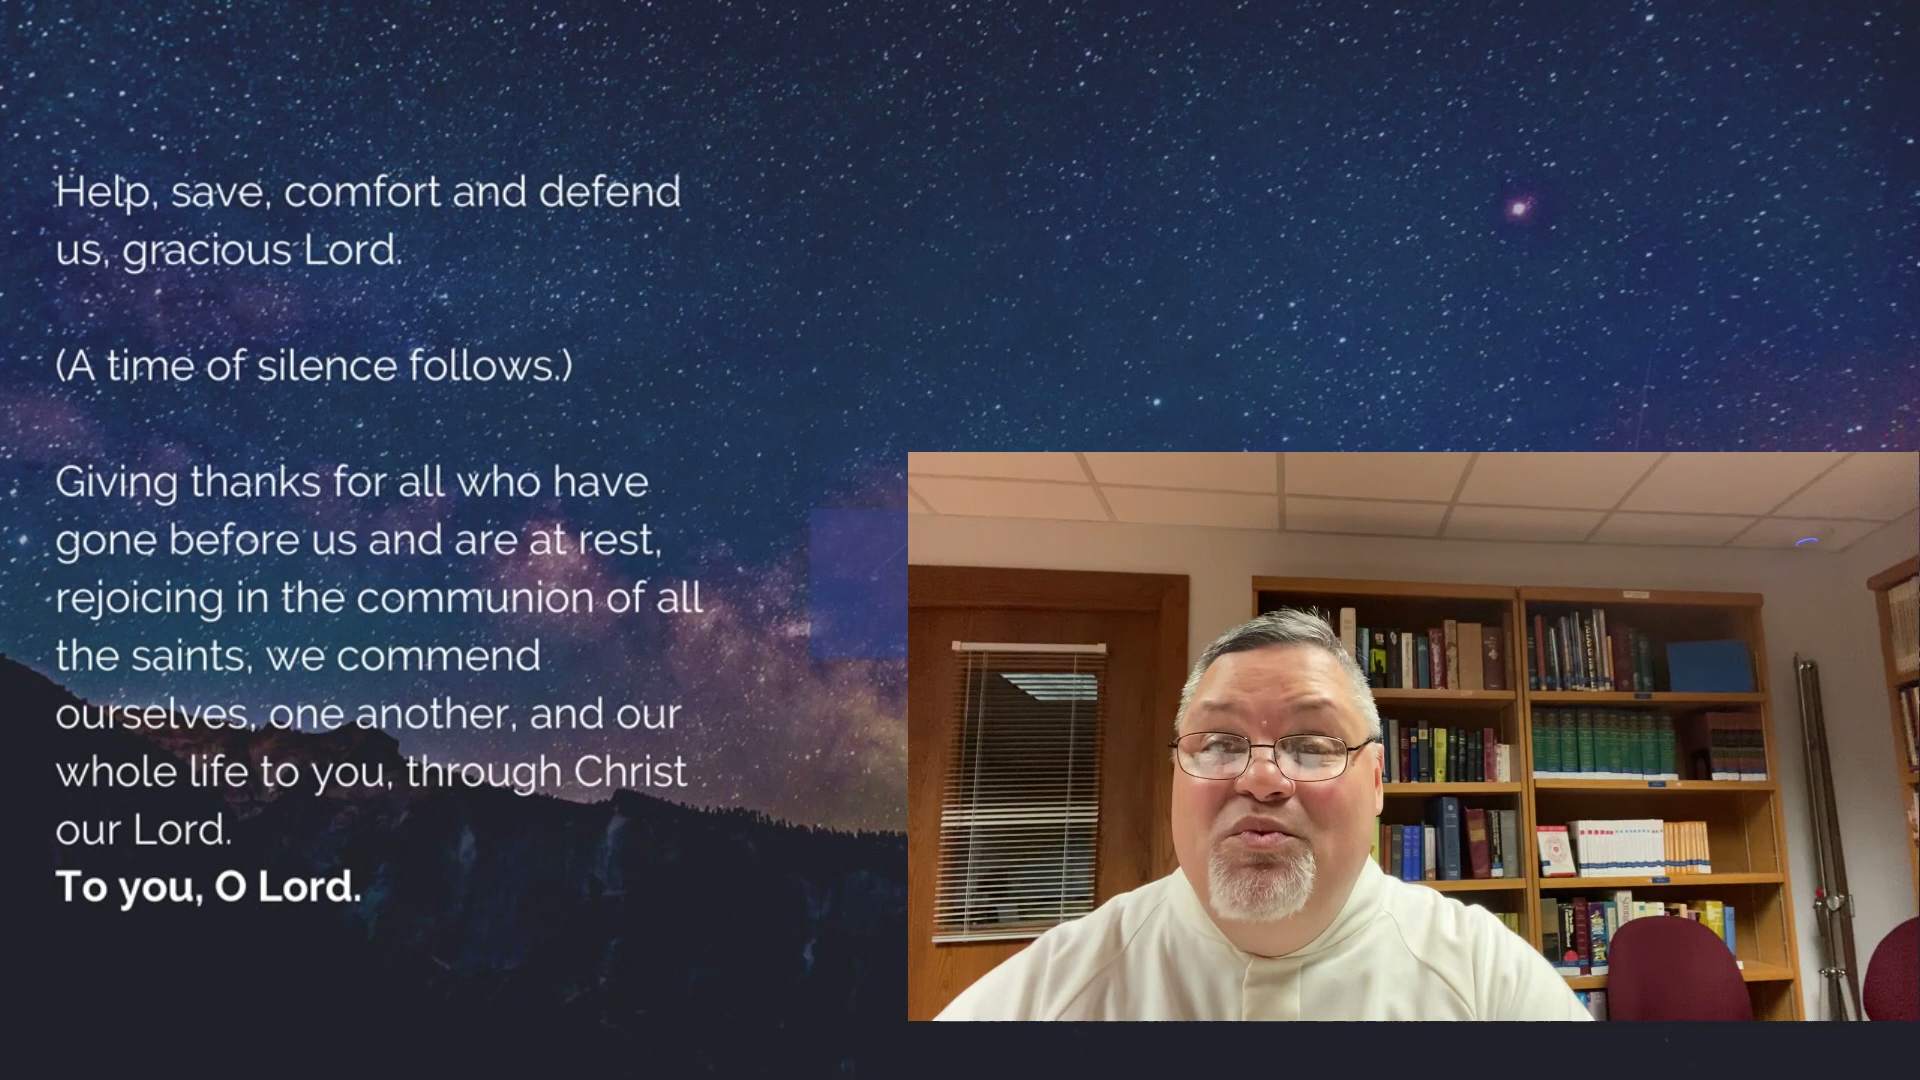 Help, save, comfort and defend
us, gracious Lord.
(A time of silence follows.)
Giving thanks for all who have
gone before us and are at rest,
rejoicing in the communion of all
the saints, we commend
ourselves, one another, and our
whole life to you, through Christ
our Lord.
To you, O Lord.